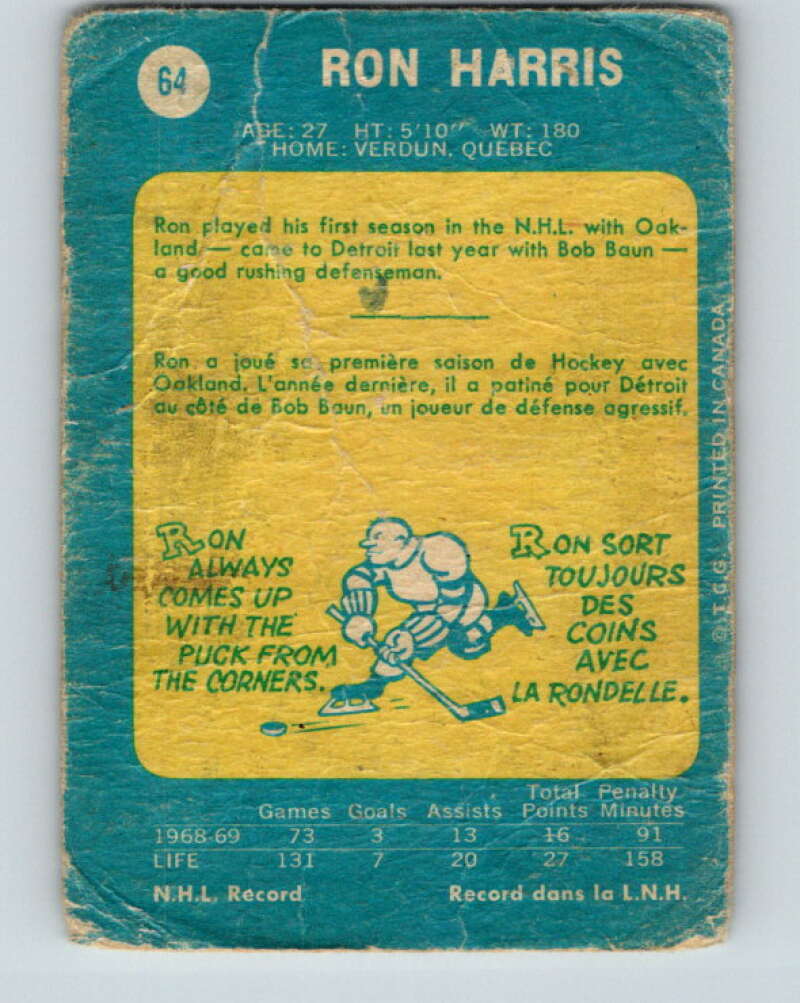 64
RON HARRIS
AGE: 27 HT: 5'10" WT: 180
HOME: VERDUN, QUEBEC
Ron played his first season in the N.H.L. with Oak-
land — came to Detroit last year with Bob Baun —
a good rushing defenseman.
Ron a joué sa première saison de Hockey avec
Oakland. L'année dernière, il a patiné pour Détroit
au côté de Bob Baun, un joueur de défense agressif.
RON
ALWAYS
COMES UP
WITH THE
PUCK FROM
THE CORNERS.
RON SORT
TOUJOURS
DES
COINS
AVEC
LA RONDELLE.
© T.C.G. PRINTED IN CANADA
Total Penalty
Games Goals Assists Points Minutes
1968-69 73 3 13 16 91
LIFE 131 7 20 27 158
N.H.L. Record Record dans la L.N.H.